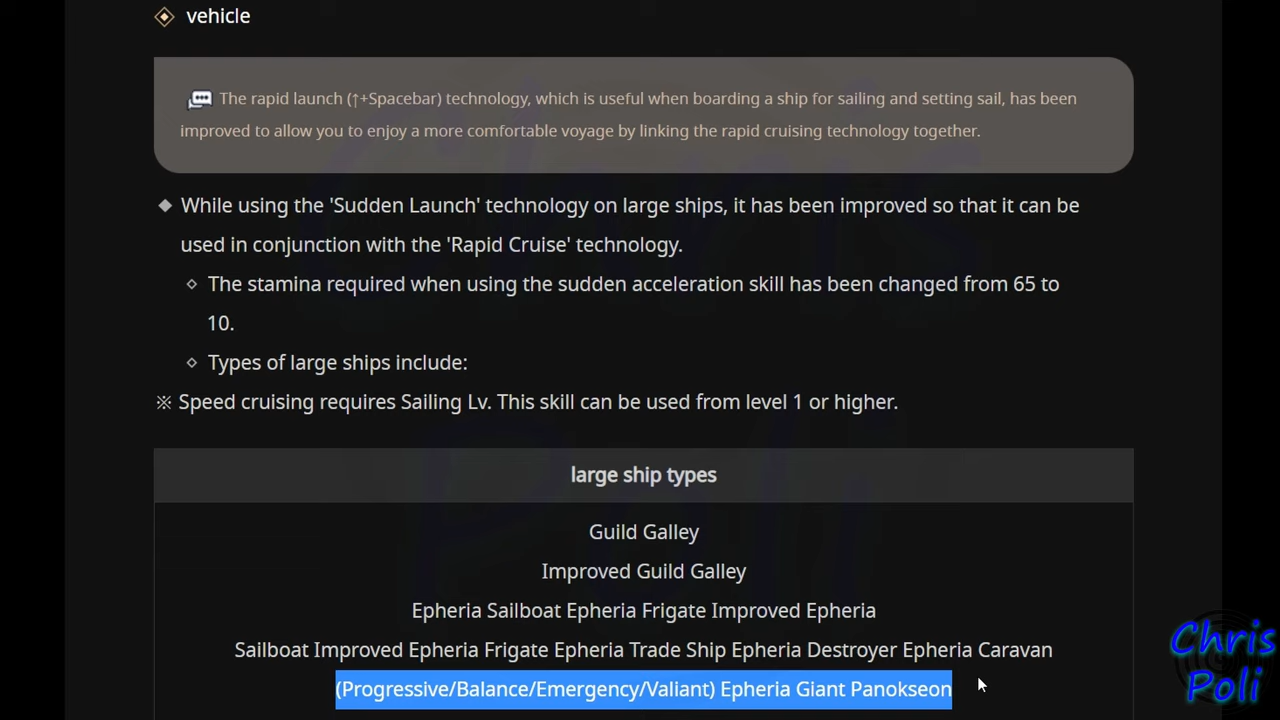 vehicle
The rapid launch (↑+Spacebar) technology, which is useful when boarding a ship for sailing and setting sail, has been
improved to allow you to enjoy a more comfortable voyage by linking the rapid cruising technology together.
While using the 'Sudden Launch' technology on large ships, it has been improved so that it can be
used in conjunction with the 'Rapid Cruise' technology.
The stamina required when using the sudden acceleration skill has been changed from 65 to
10.
Types of large ships include:
※ Speed cruising requires Sailing Lv. This skill can be used from level 1 or higher.
large ship types
Guild Galley
Improved Guild Galley
Epheria Sailboat Epheria Frigate Improved Epheria
Sailboat Improved Epheria Frigate Epheria Trade Ship Epheria Destroyer Epheria Caravan
(Progressive/Balance/Emergency/Valiant) Epheria Giant Panokseon
Chris
Poli
Chris
Poli